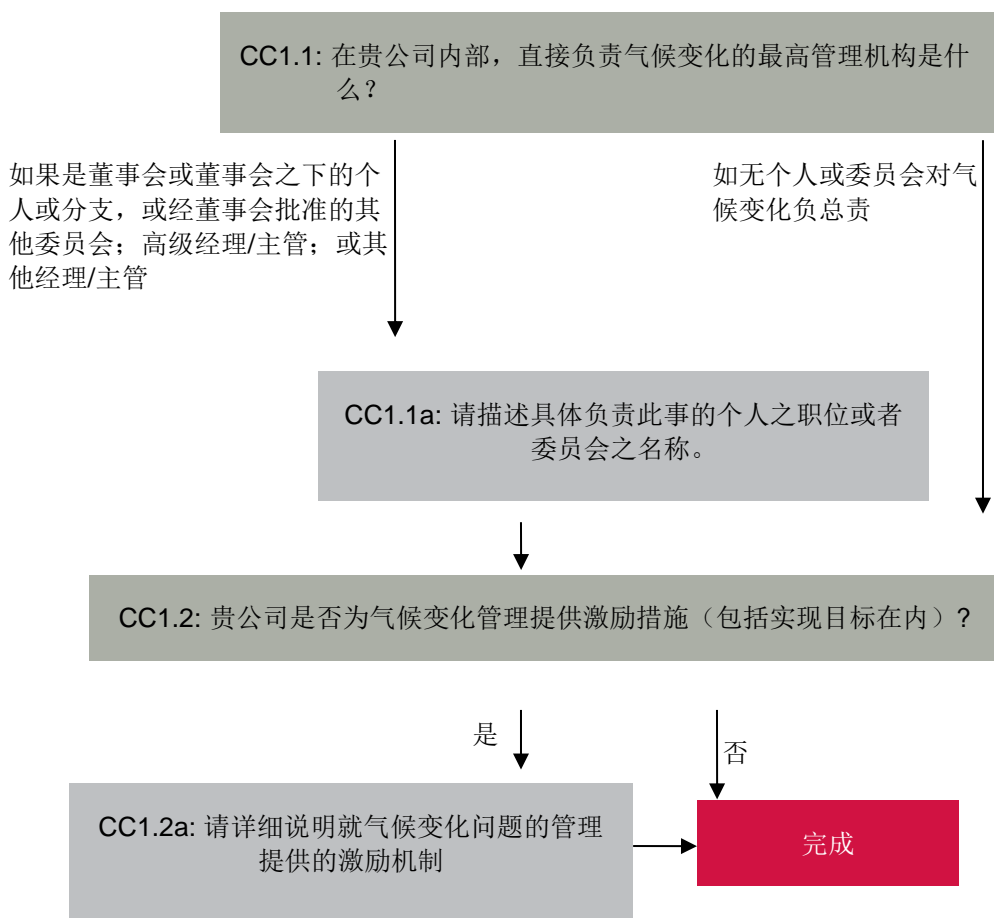 CC1.1: 在贵公司内部，直接负责气候变化的最高管理机构是什
么？
如果是董事会或董事会之下的个
人或分支，或经董事会批准的其
他委员会；高级经理/主管；或其
他经理/主管
如无个人或委员会对气
候变化负总责
CC1.1a: 请描述具体负责此事的个人之职位或者
委员会之名称。
CC1.2: 贵公司是否为气候变化管理提供激励措施（包括实现目标在内）?
是
否
CC1.2a: 请详细说明就气候变化问题的管理
提供的激励机制
完成